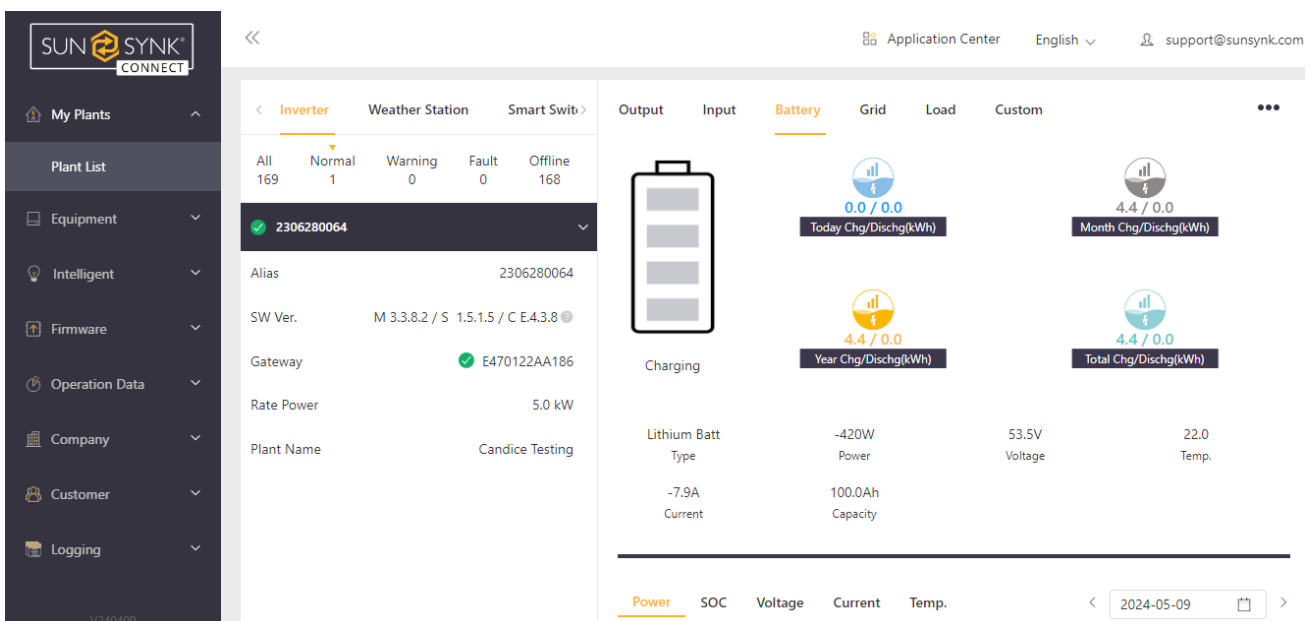 SUN SYNK®
CONNECT
My Plants
Plant List
Equipment
Intelligent
Firmware
Operation Data
Company
Customer
Logging
V240409
Application Center English support@sunsynk.com
Inverter Weather Station Smart Swit
All Normal Warning Fault Offline
169 1 0 0 168
2306280064
Alias 2306280064
SW Ver. M 3.3.8.2 / S 1.5.1.5 / C E.4.3.8
Gateway E470122AA186
Rate Power 5.0 kW
Plant Name Candice Testing
Output Input Battery Grid Load Custom
0.0 / 0.0
Today Chg/Dischg(kWh)
4.4 / 0.0
Month Chg/Dischg(kWh)
4.4 / 0.0
Year Chg/Dischg(kWh)
4.4 / 0.0
Total Chg/Dischg(kWh)
Charging
Lithium Batt -420W 53.5V 22.0
Type Power Voltage Temp.
-7.9A 100.0Ah
Current Capacity
Power SOC Voltage Current Temp. 2024-05-09